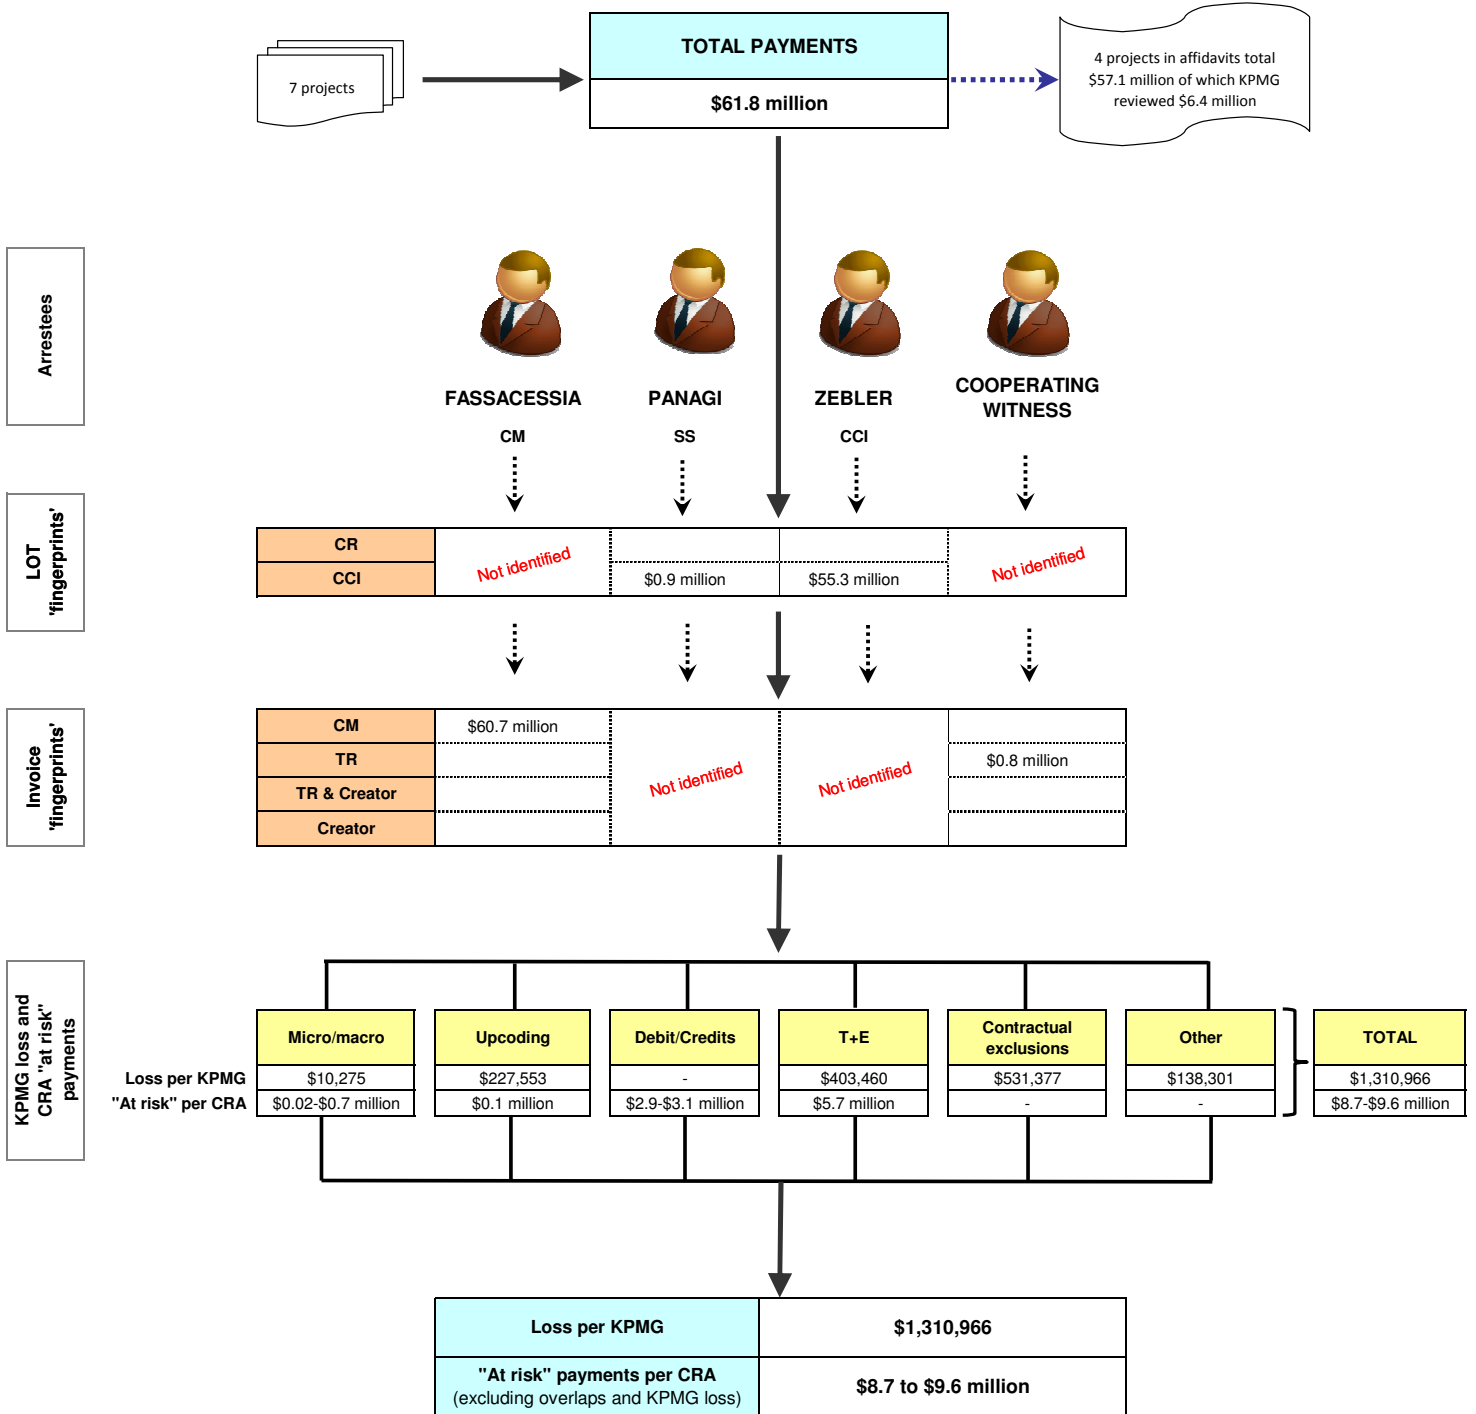 7 projects
TOTAL PAYMENTS
$61.8 million
4 projects in affidavits total
$57.1 million of which KPMG
reviewed $6.4 million
Arrestees
FASSACESSIA
CM
PANAGI
SS
ZEBLER
CCI
COOPERATING
WITNESS
LOT
'fingerprints'
CR
CCI
Not identified
$0.9 million
$55.3 million
Not identified
Invoice
'fingerprints'
CM
$60.7 million
TR
TR & Creator
Creator
Not identified
Not identified
$0.8 million
KPMG loss and
CRA "at risk"
payments
Micro/macro
Upcoding
Debit/Credits
T+E
Contractual
exclusions
Other
TOTAL
Loss per KPMG
$10,275
$227,553
-
$403,460
$531,377
$138,301
$1,310,966
"At risk" per CRA
$0.02-$0.7 million
$0.1 million
$2.9-$3.1 million
$5.7 million
-
-
$8.7-$9.6 million
Loss per KPMG
$1,310,966
"At risk" payments per CRA
(excluding overlaps and KPMG loss)
$8.7 to $9.6 million